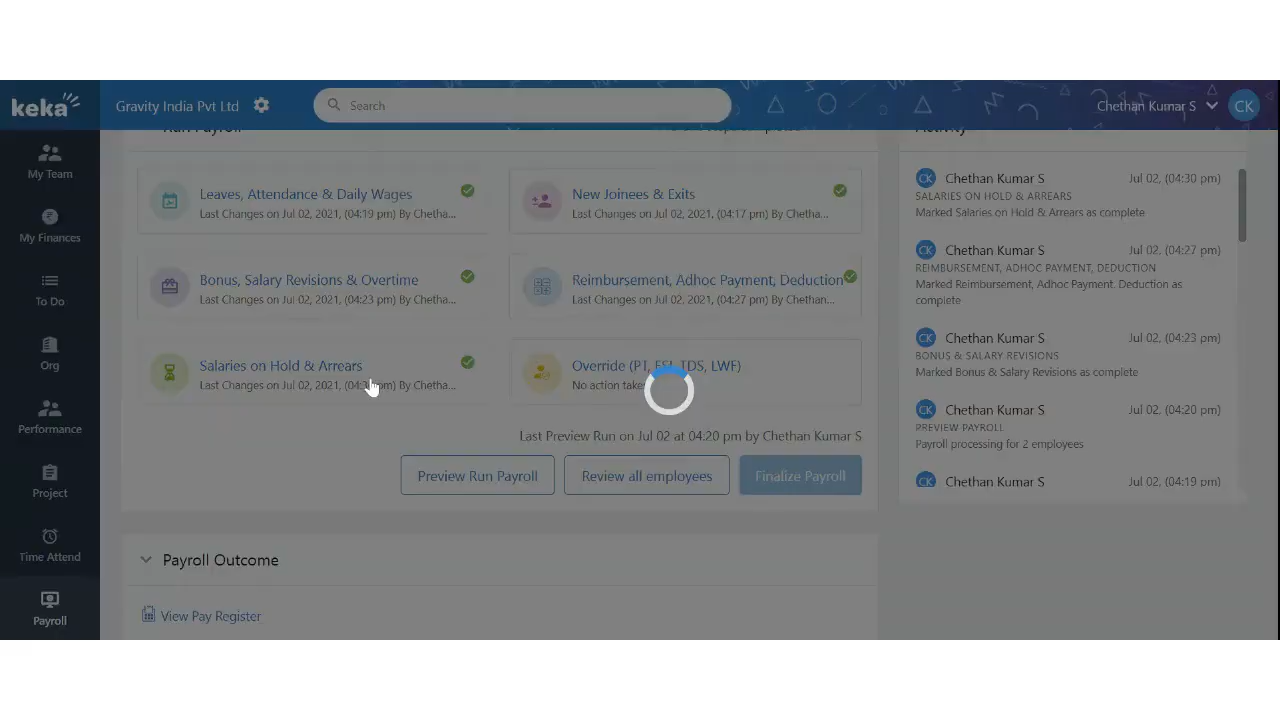 keka
Gravity India Pvt Ltd
Search
Chethan Kumar S
CK
My Team
My Finances
To Do
Org
Performance
Project
Time Attend
Payroll
Run Payroll
Leaves, Attendance & Daily Wages
Last Changes on Jul 02, 2021, (04:19 pm) By Chetha...
New Joinees & Exits
Last Changes on Jul 02, 2021, (04:17 pm) By Chetha...
Bonus, Salary Revisions & Overtime
Last Changes on Jul 02, 2021, (04:23 pm) By Chetha...
Reimbursement, Adhoc Payment, Deduction
Last Changes on Jul 02, 2021, (04:27 pm) By Chethan...
Salaries on Hold & Arrears
Last Changes on Jul 02, 2021, pm) By Chetha...
Override (PT, ESI, TDS, LWF)
No action
Last Preview Run on Jul 02 at 04:20 pm by Chethan Kumar S
Preview Run Payroll
Review all employees
Finalize Payroll
Payroll Outcome
View Pay Register
Activity
CK Chethan Kumar S Jul 02, (04:30 pm)
SALARIES ON HOLD & ARREARS
Marked Salaries on Hold & Arrears as complete
CK Chethan Kumar S Jul 02, (04:27 pm)
REIMBURSEMENT, ADHOC PAYMENT, DEDUCTION
Marked Reimbursement, Adhoc Payment. Deduction as
complete
CK Chethan Kumar S Jul 02, (04:23 pm)
BONUS & SALARY REVISIONS
Marked Bonus & Salary Revisions as complete
CK Chethan Kumar S Jul 02, (04:20 pm)
PREVIEW PAYROLL
Payroll processing for 2 employees
CK Chethan Kumar S Jul 02, (04:19 pm)